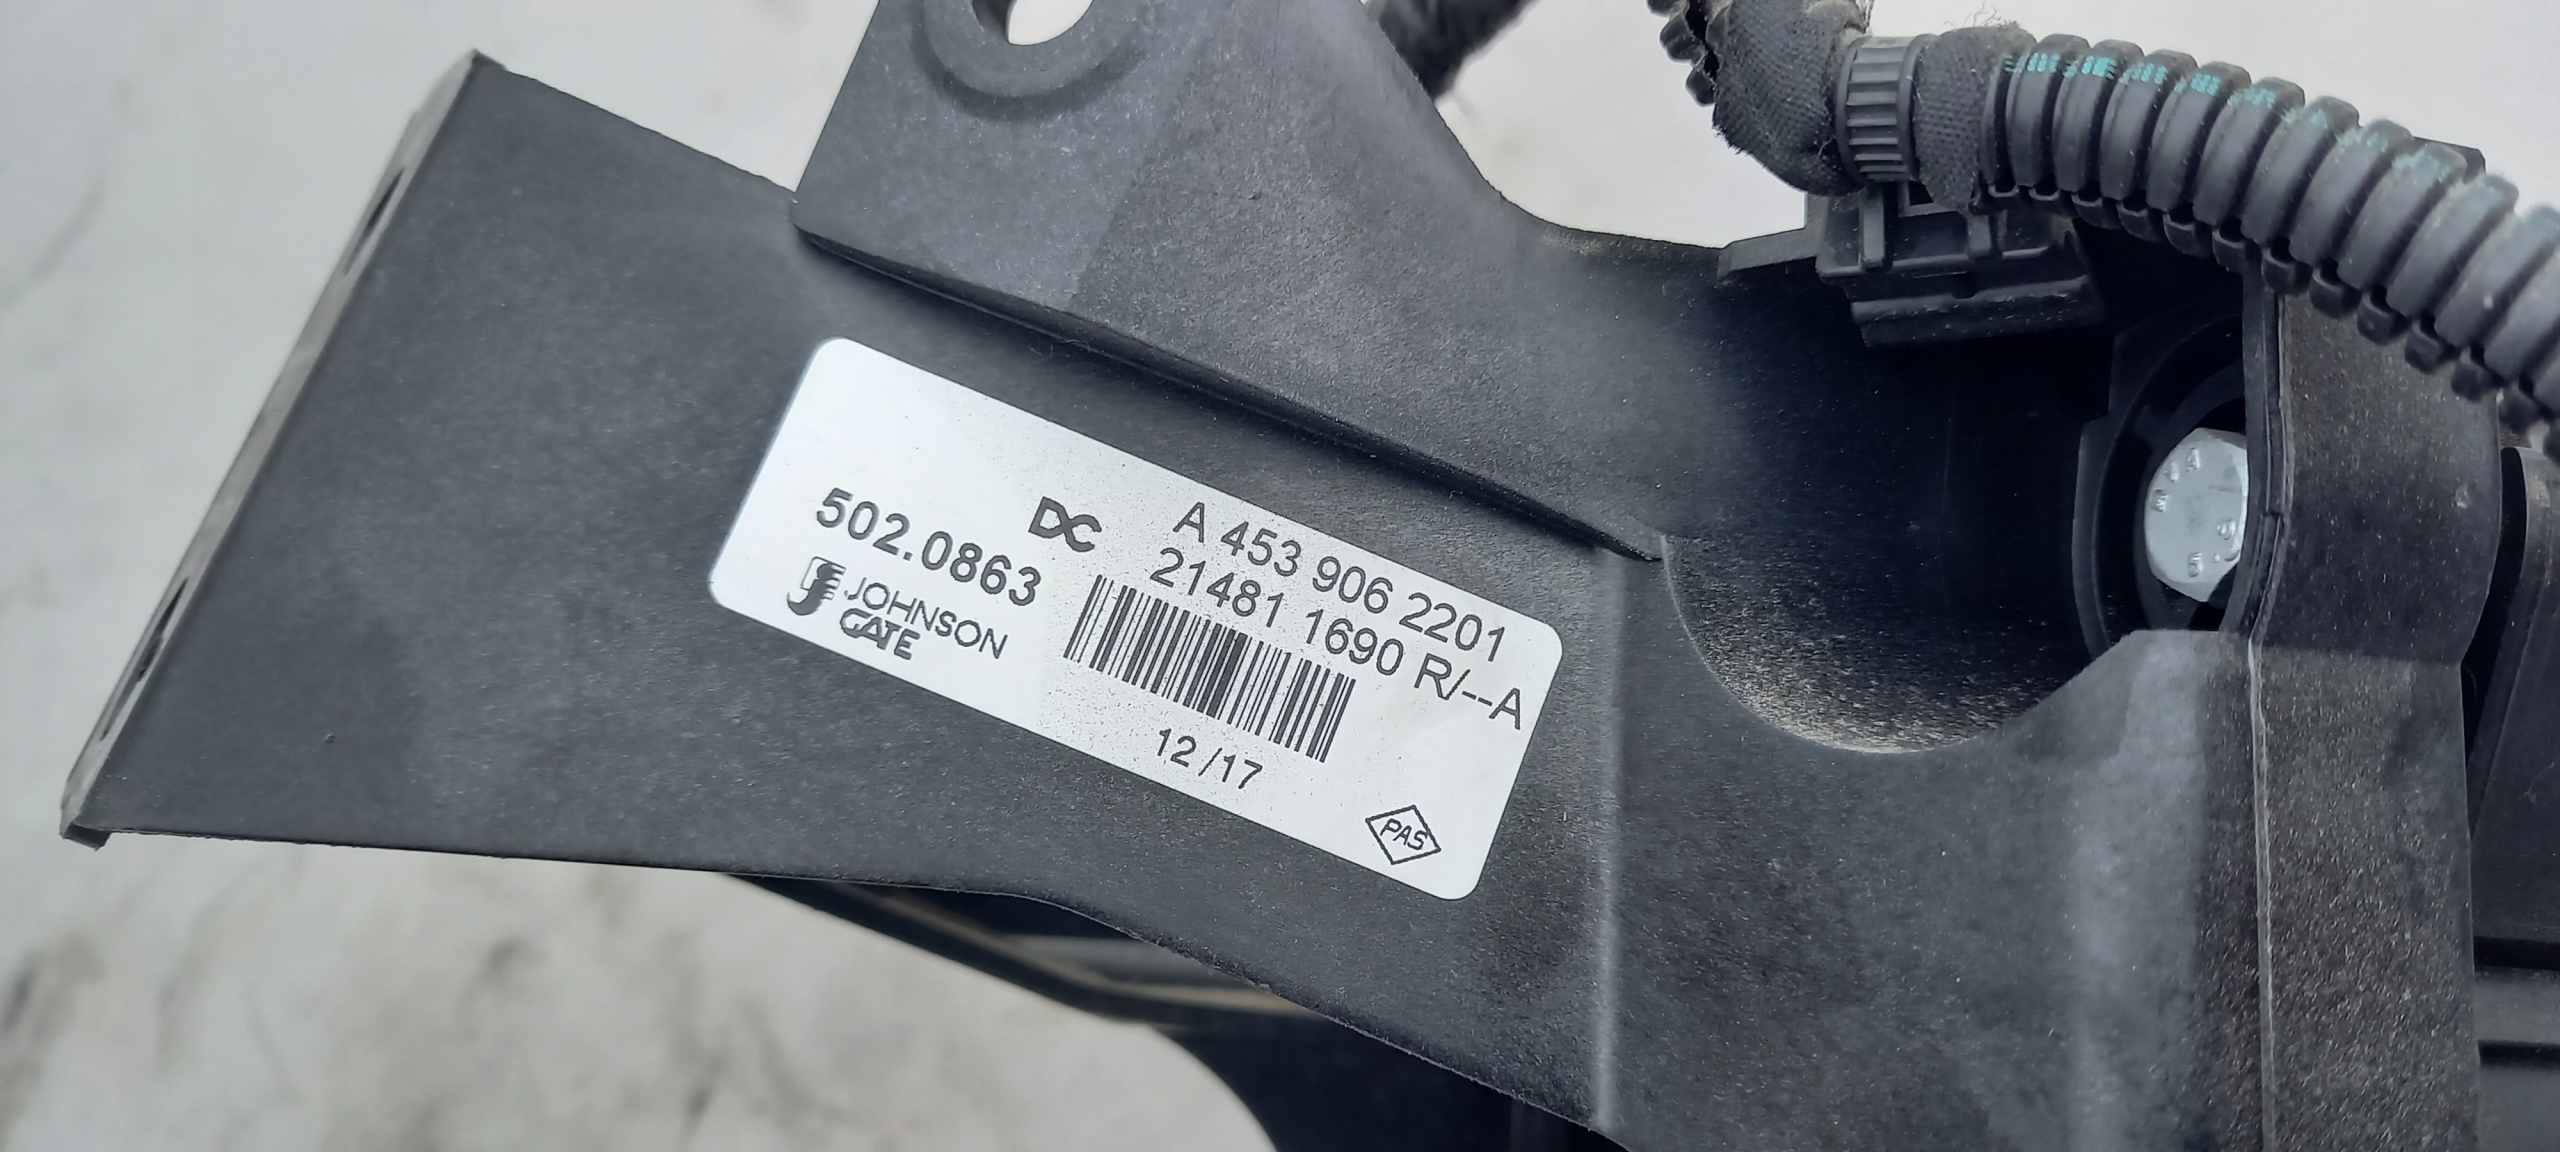 A 453 906 2201
DC 21481 1690 R/--A
502.0863
JOHNSON
GATE
12 /17
PAS